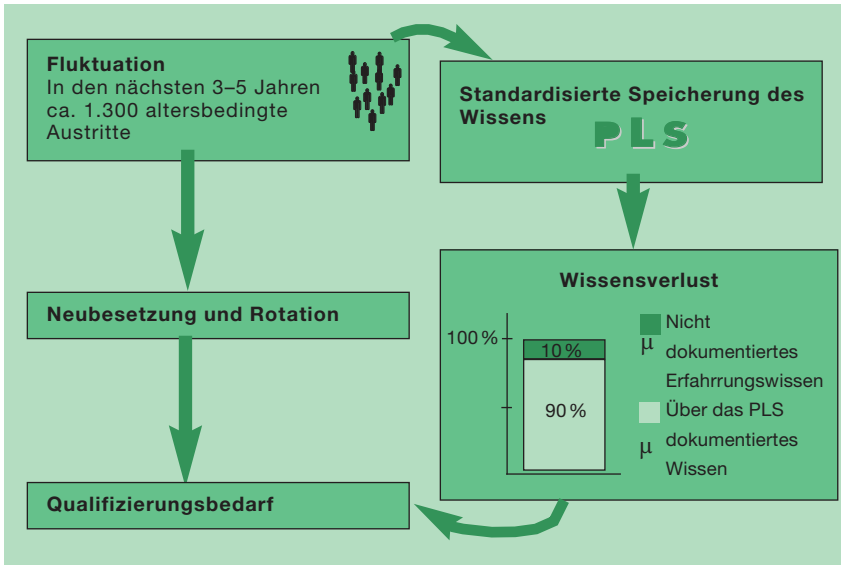 Fluktuation
In den nächsten 3–5 Jahren
ca. 1.300 altersbedingte
Austritte
Standardisierte Speicherung des
Wissens
PLS
Neubesetzung und Rotation
Wissensverlust
100 %
10 %
90 %
Nicht
µ dokumentiertes
Erfahrrungswissen
Über das PLS
µ dokumentiertes
Wissen
Qualifizierungsbedarf